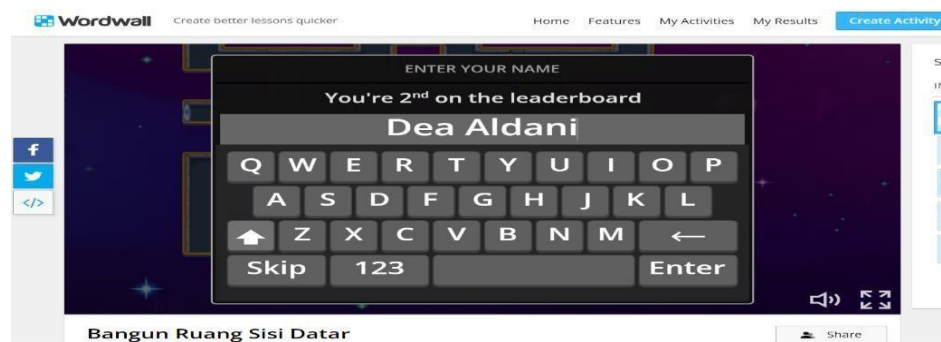 Wordwall Create better lessons quicker Home Features My Activities My Results Create Activity
ENTER YOUR NAME
You're 2nd on the leaderboard
Dea Aldani
Q W E R T Y U I O P
A S D F G H J K L
Z X C V B N M
Skip 123 Enter
f
</>
Bangun Ruang Sisi Datar Share